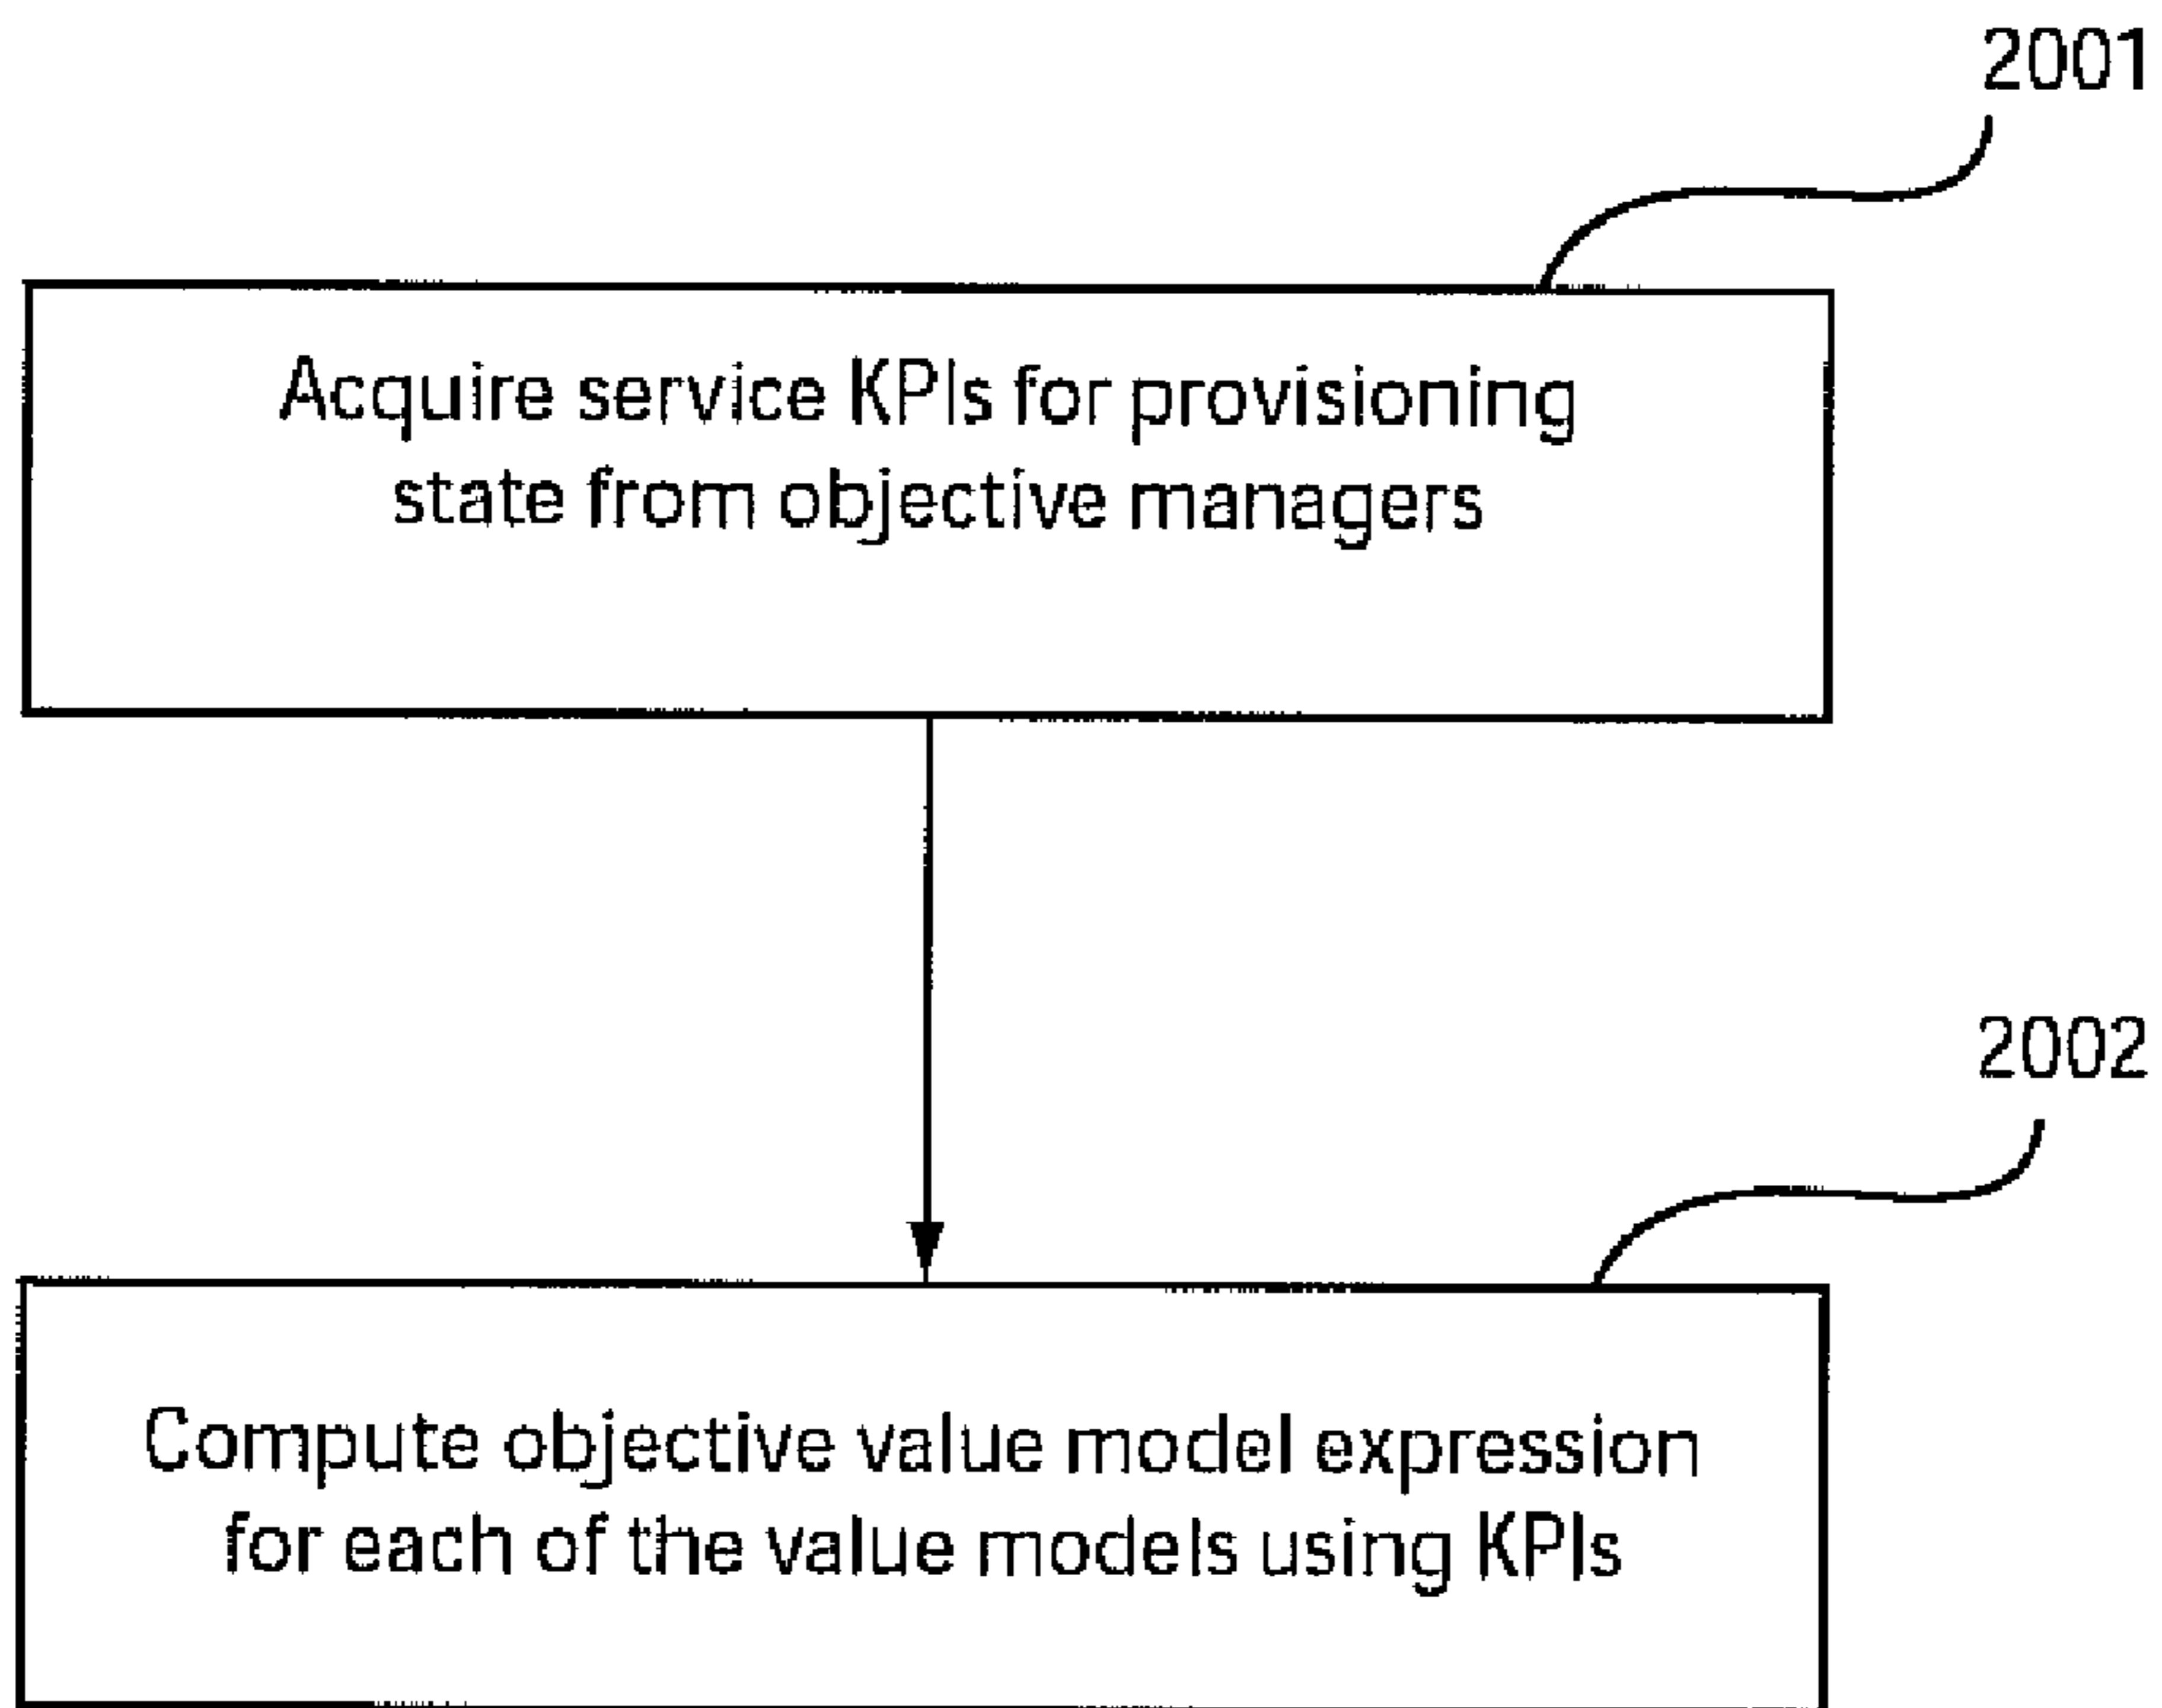 2001
Acquire service KPIs for provisioning
state from objective managers
2002
Compute objective value model expression
for each of the value models using KPIs